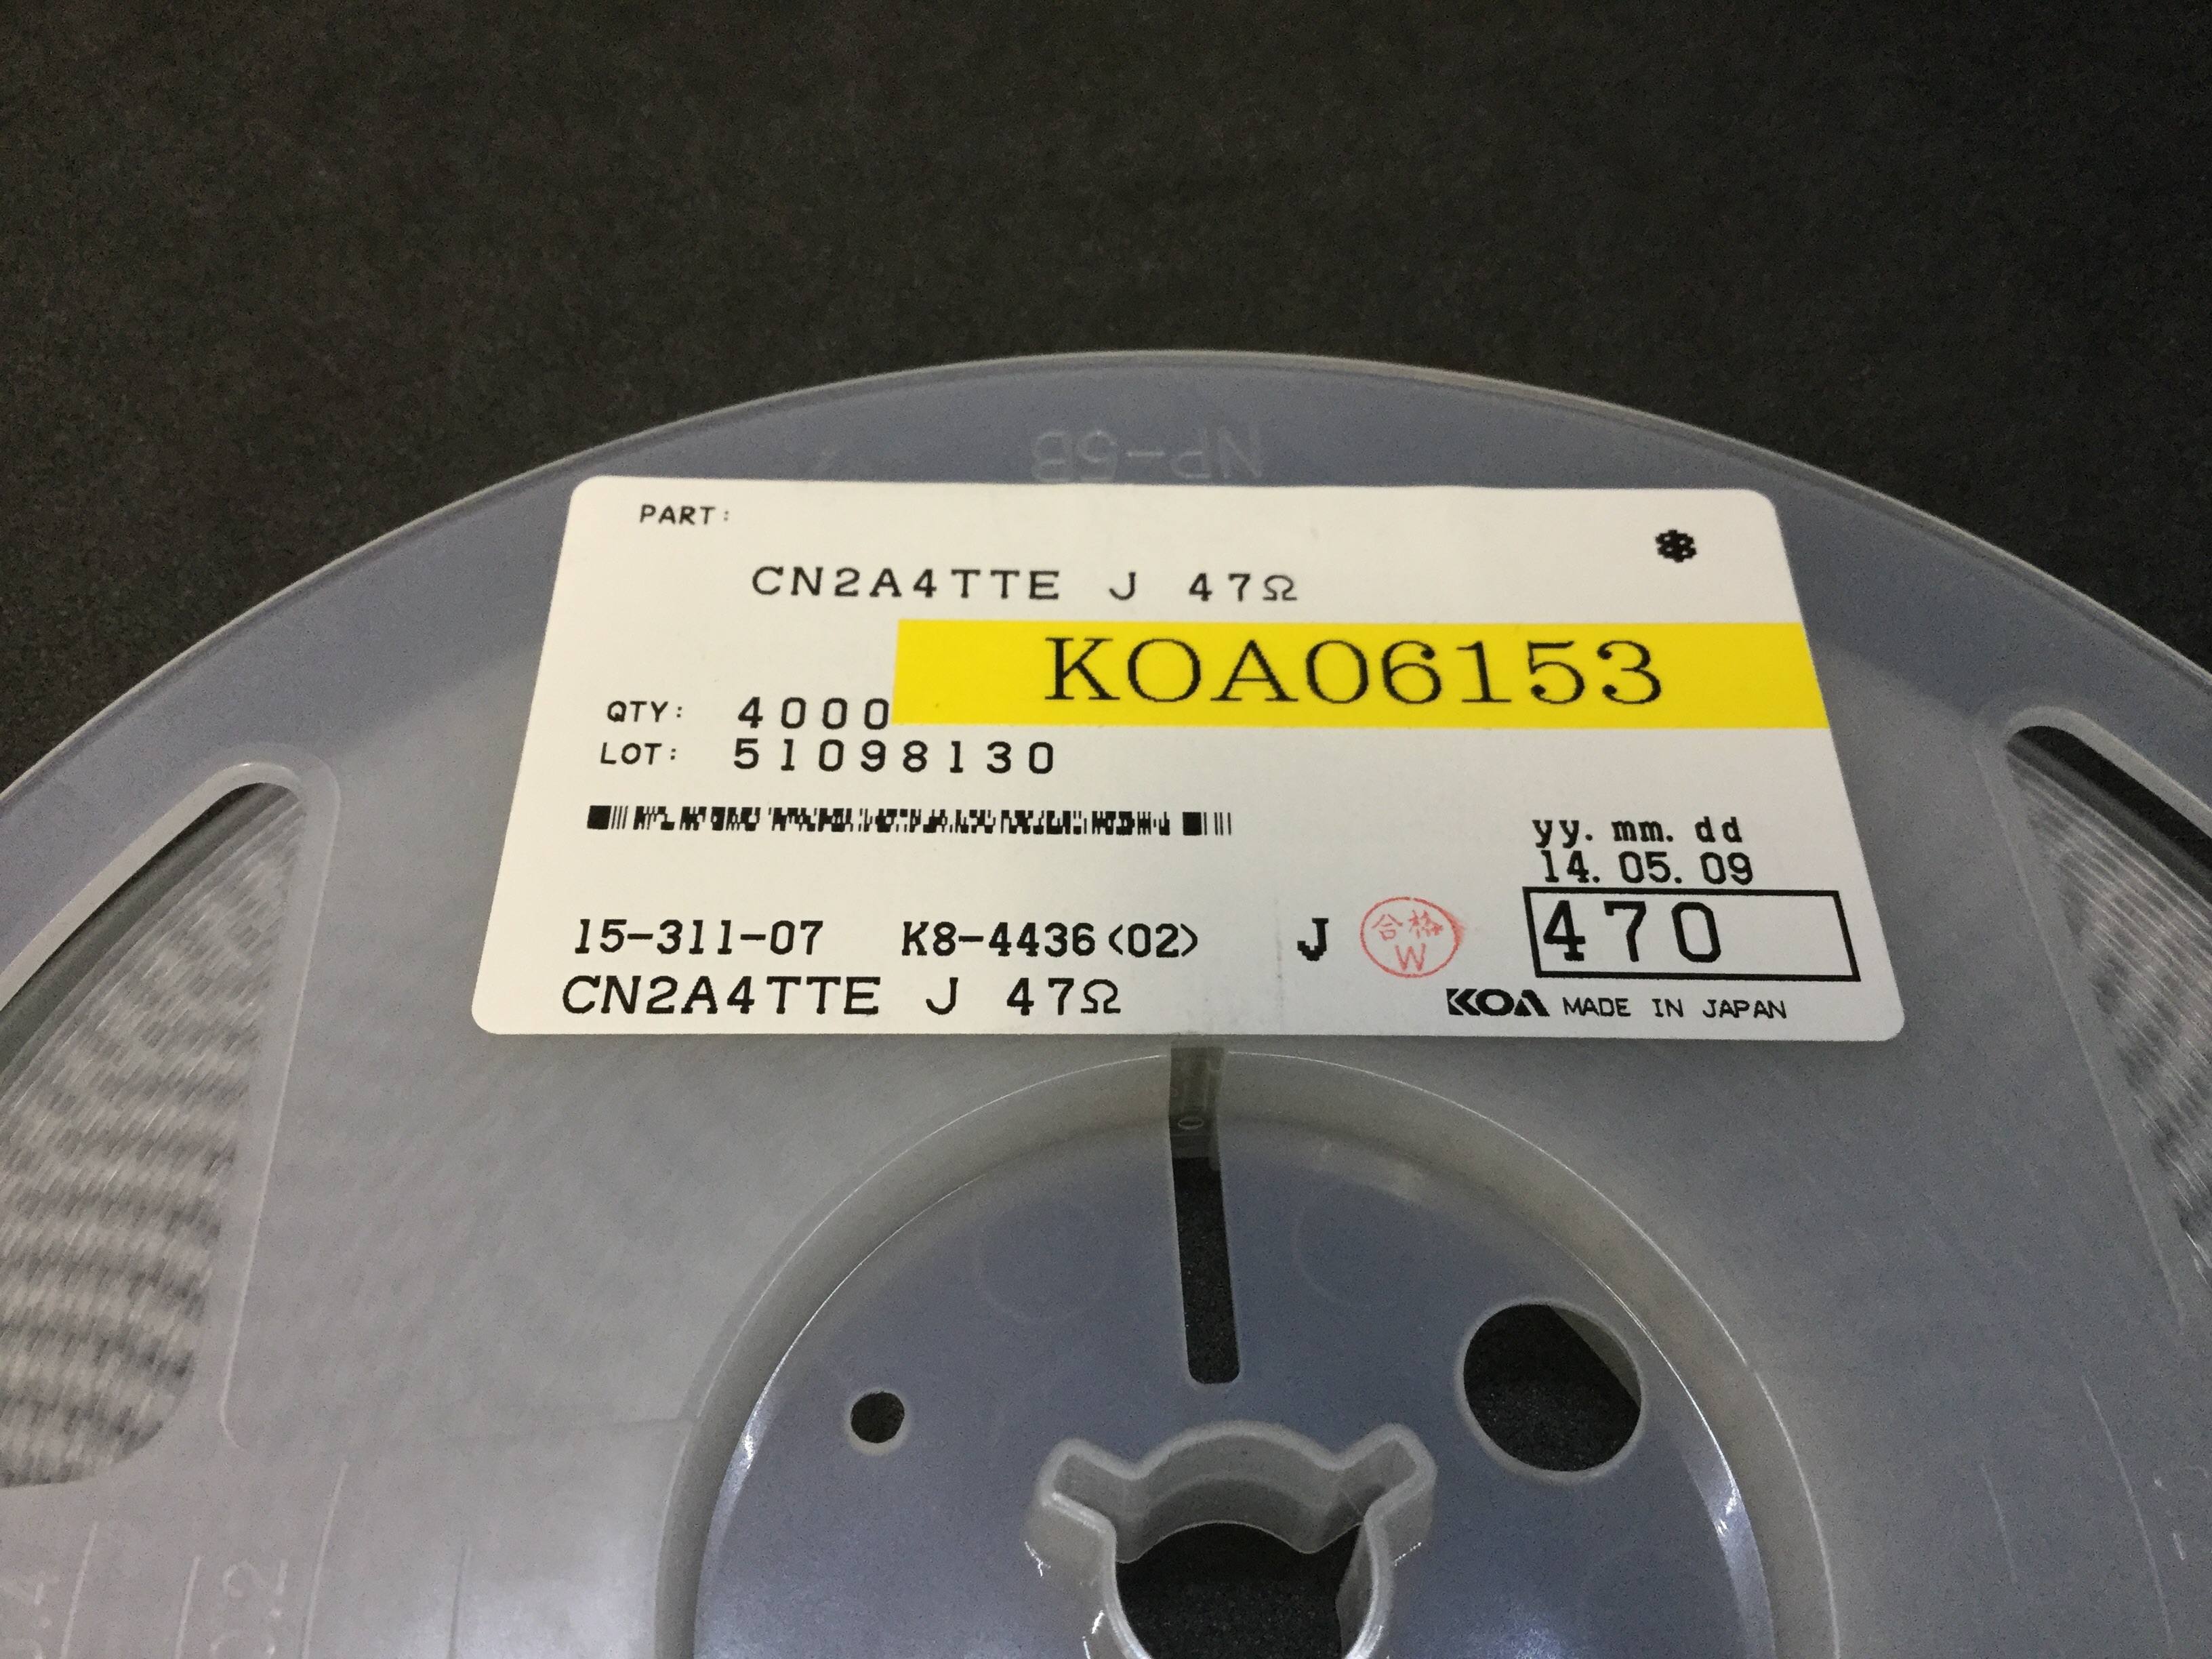 NP-5B
PART:
✽
CN2A4TTE J 47Ω
KOA06153
QTY: 4000
LOT: 51098130
yy. mm. dd
14. 05. 09
15-311-07 K8-4436(02) J 合格 W 470
CN2A4TTE J 47Ω KOA MADE IN JAPAN